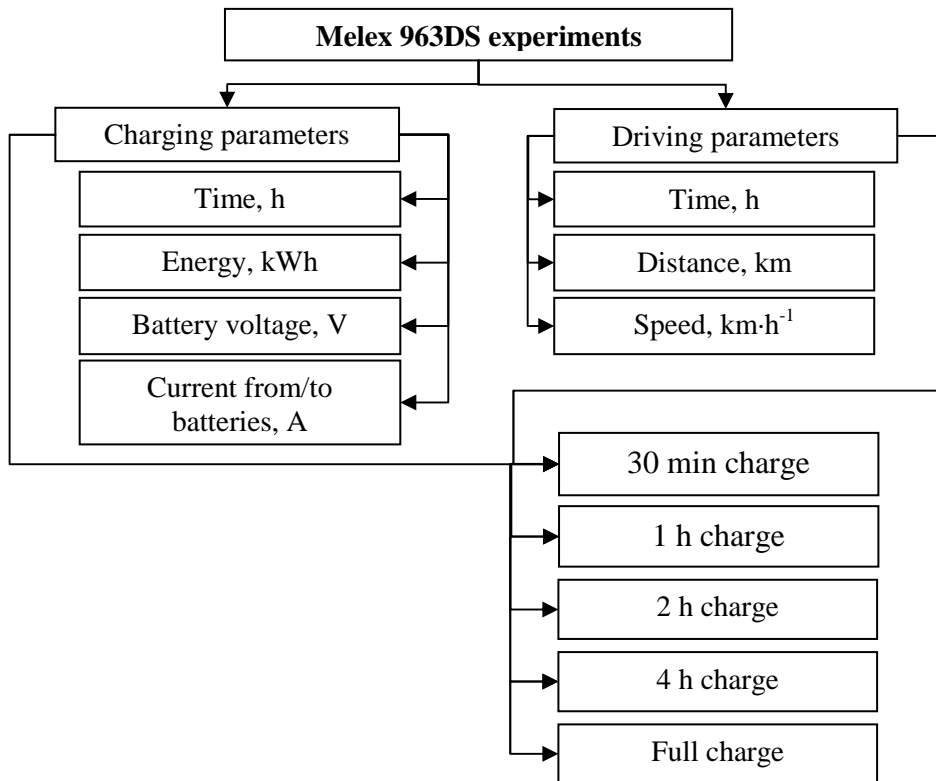 Melex 963DS experiments
Charging parameters
Time, h
Energy, kWh
Battery voltage, V
Current from/to
batteries, A
Driving parameters
Time, h
Distance, km
Speed, km·h⁻¹
30 min charge
1 h charge
2 h charge
4 h charge
Full charge